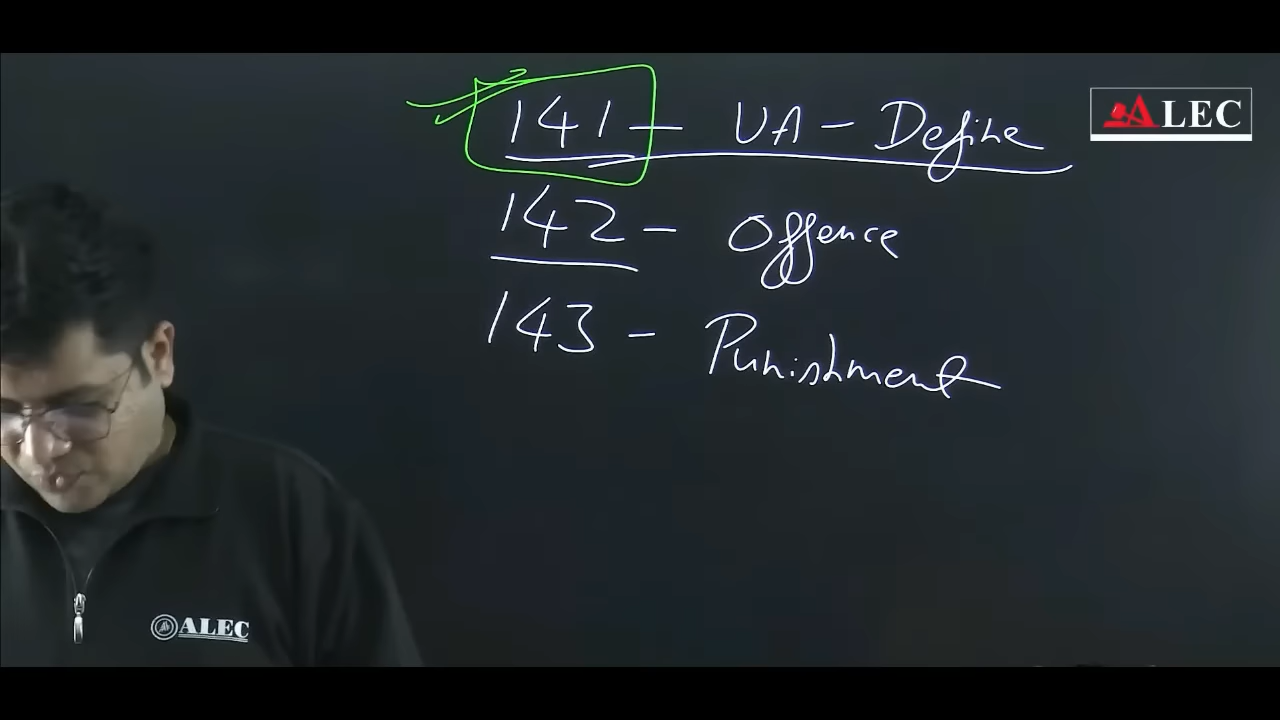 141 - UA - Define
ALEC
142 - Offence
143 - Punishment
ALEC